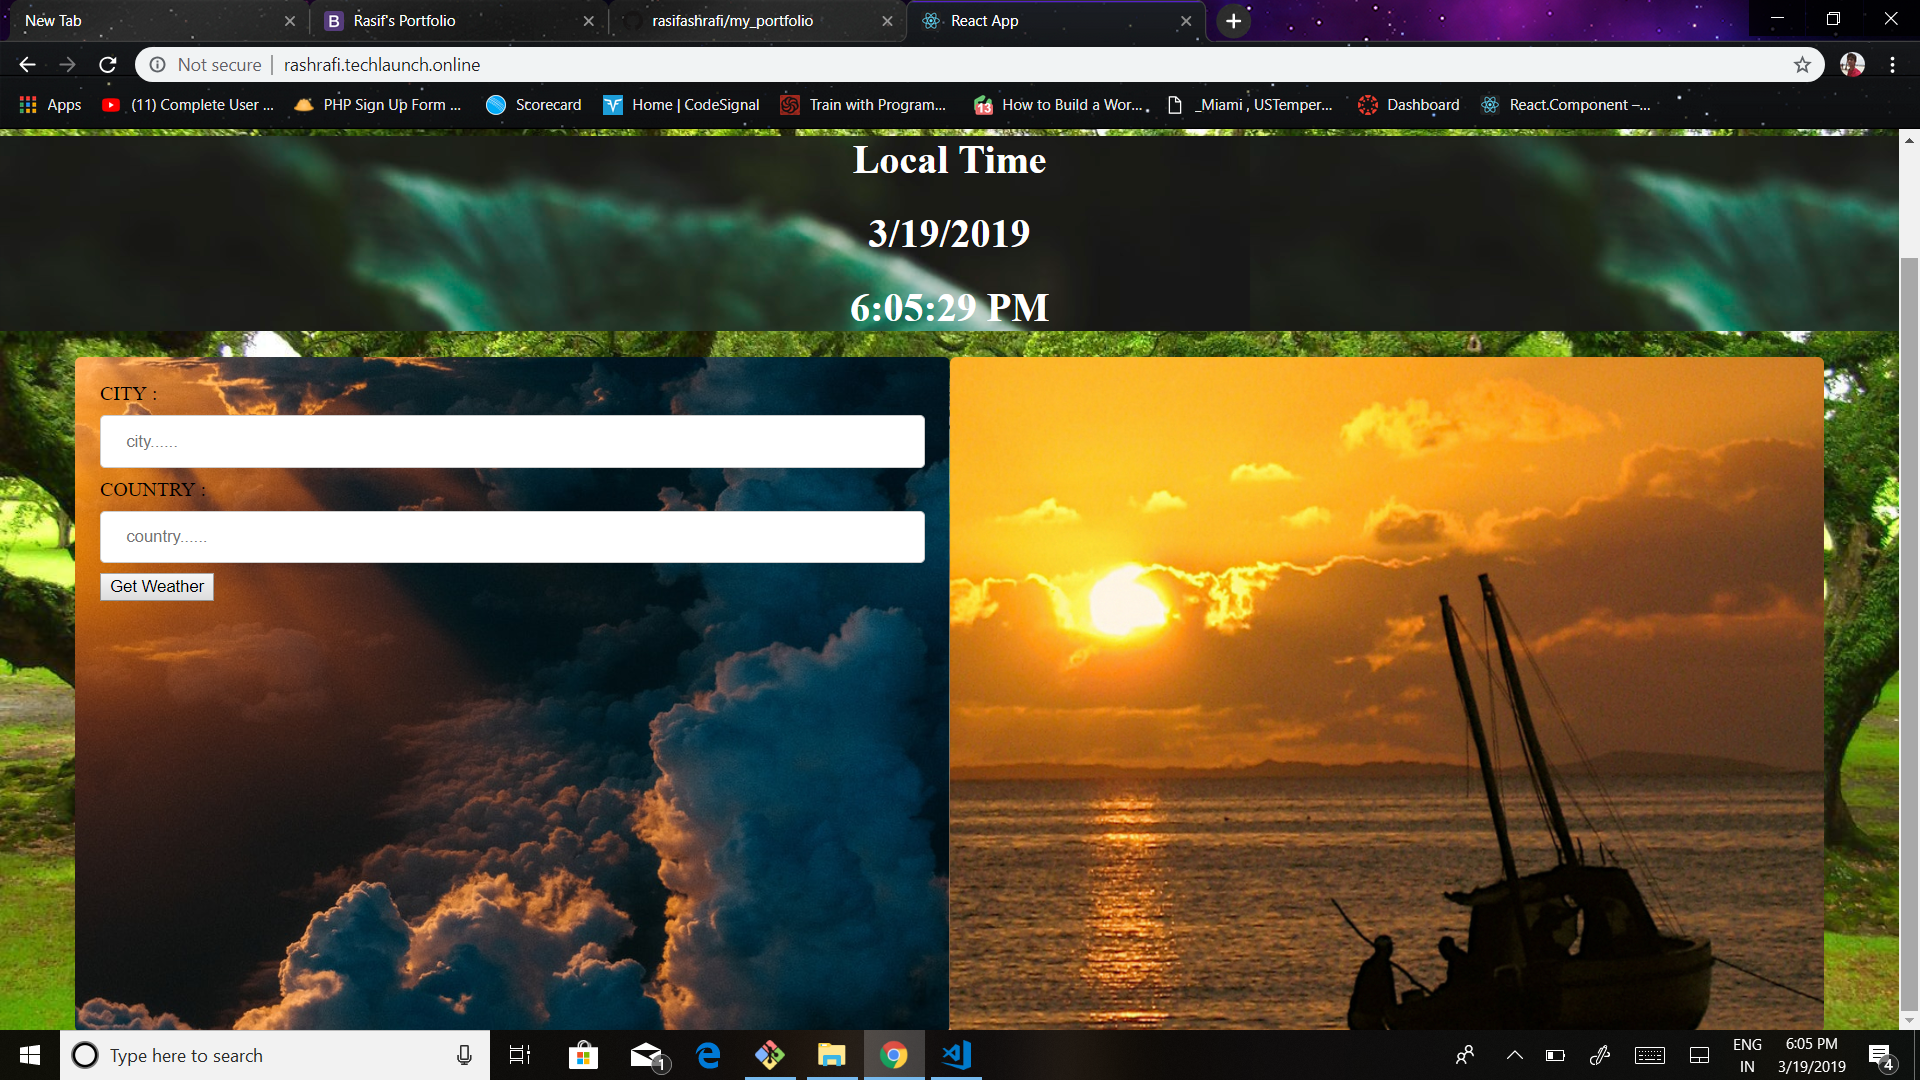 New Tab
Rasif's Portfolio
rasifashrafi/my_portfolio
React App
Not secure
rashrafi.techlaunch.online
Apps
(11) Complete User ...
PHP Sign Up Form ...
Scorecard
Home | CodeSignal
Train with Program...
13
How to Build a Wor...
_Miami , USTemper...
Dashboard
React.Component –...
Local Time
3/19/2019
6:05:29 PM
CITY :
city......
COUNTRY :
country......
Get Weather
Type here to search
1
ENG
IN
6:05 PM
3/19/2019
4